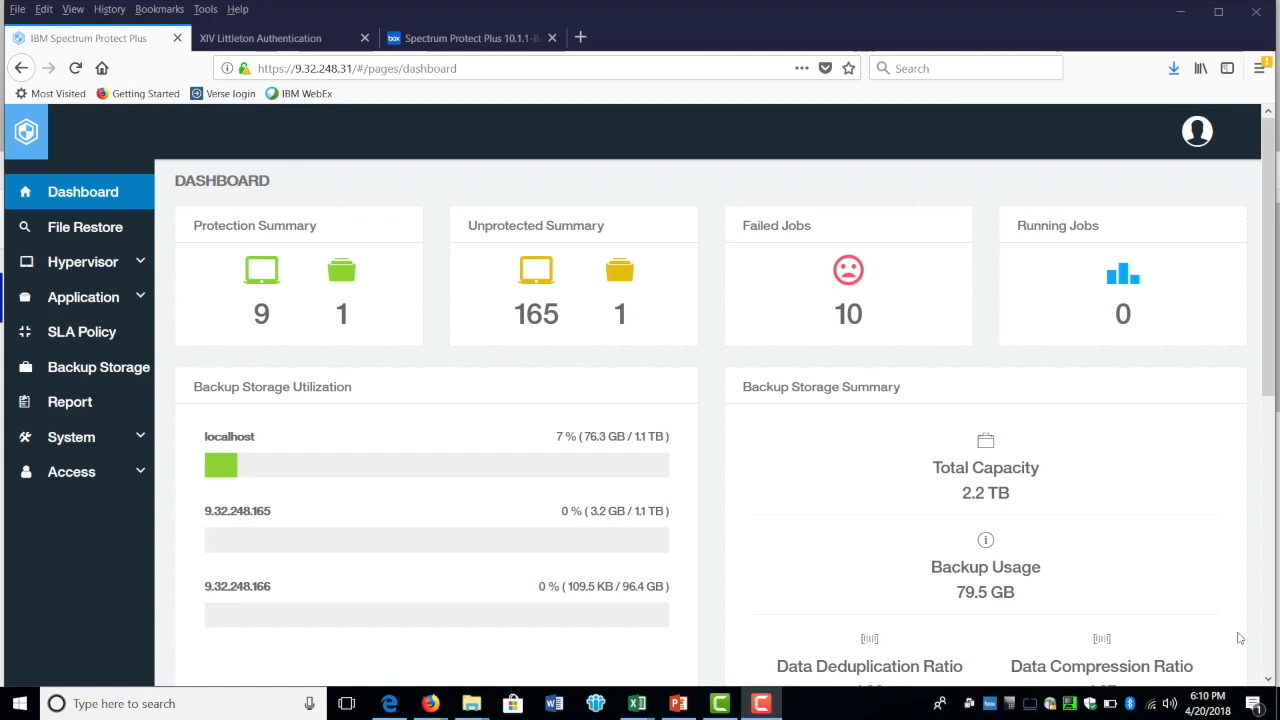 File Edit View History Bookmarks Tools Help
IBM Spectrum Protect Plus
XIV Littleton Authentication
box Spectrum Protect Plus 10.1.1-B
https://9.32.248.31/#/pages/dashboard
Search
Most Visited Getting Started Verse login IBM WebEx
Dashboard
File Restore
Hypervisor
Application
SLA Policy
Backup Storage
Report
System
Access
DASHBOARD
Protection Summary
9 1
Unprotected Summary
165 1
Failed Jobs
10
Running Jobs
0
Backup Storage Utilization
localhost 7 % ( 76.3 GB / 1.1 TB )
9.32.248.165 0 % ( 3.2 GB / 1.1 TB )
9.32.248.166 0 % ( 109.5 KB / 96.4 GB )
Backup Storage Summary
Total Capacity
2.2 TB
Backup Usage
79.5 GB
Data Deduplication Ratio
Data Compression Ratio
Type here to search
6:10 PM
4/20/2018
1